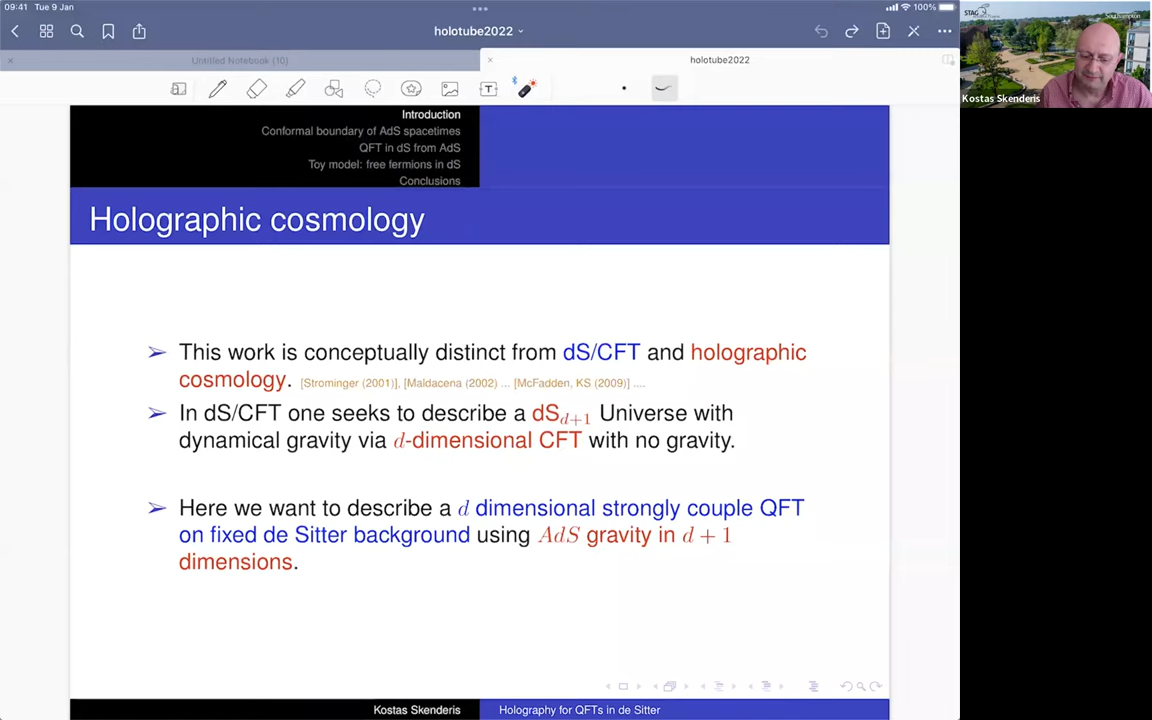 09:41 Tue 9 Jan
100%
holotube2022
Untitled Notebook (10)
holotube2022
T
STAG
Southampton
Kostas Skenderis
Introduction
Conformal boundary of AdS spacetimes
QFT in dS from AdS
Toy model: free fermions in dS
Conclusions
Holographic cosmology
➢ This work is conceptually distinct from dS/CFT and holographic
cosmology. [Strominger (2001)], [Maldacena (2002) ... [McFadden, KS (2009)] ....
➢ In dS/CFT one seeks to describe a dS_{d+1} Universe with
dynamical gravity via d-dimensional CFT with no gravity.
➢ Here we want to describe a d dimensional strongly couple QFT
on fixed de Sitter background using AdS gravity in d + 1
dimensions.
Kostas Skenderis
Holography for QFTs in de Sitter